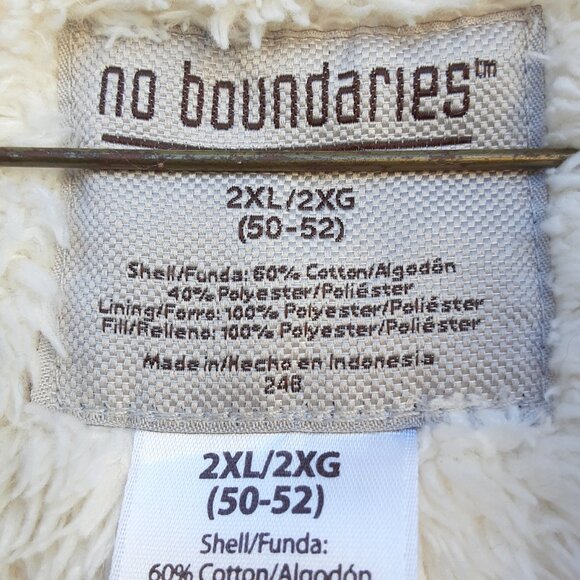 no boundaries™
2XL/2XG
(50-52)
Shell/Funda: 60% Cotton/Algodón
40% Polyester/Poliéster
Lining/Forro: 100% Polyester/Poliéster
Fill/Relleno: 100% Polyester/Poliéster
Made in/Hecho en Indonesia
248
2XL/2XG
(50-52)
Shell/Funda:
60% Cotton/Algodón